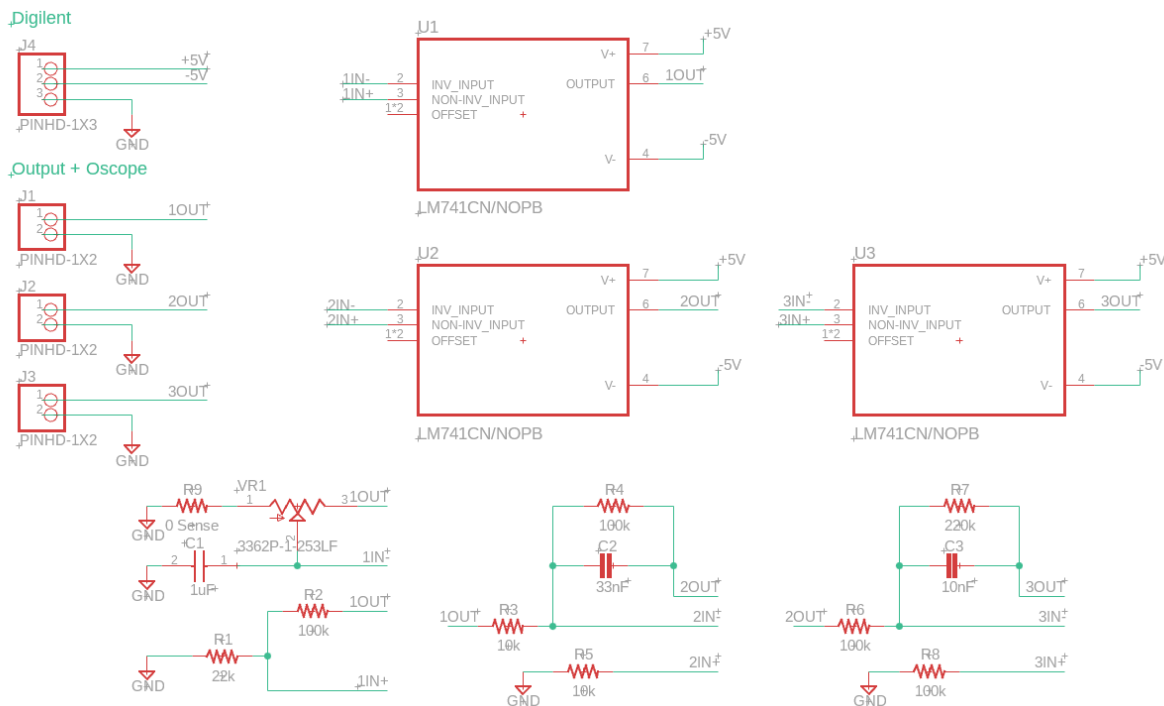 Digilent
J4
1
+5V
2
-5V
3
PINHD-1X3
GND
Output + Oscope
J1
1
1OUT
2
PINHD-1X2
GND
J2
1
2OUT
2
PINHD-1X2
GND
J3
1
3OUT
2
PINHD-1X2
GND
U1
V+ 7 +5V
1IN- 2 INV_INPUT
OUTPUT 6 1OUT
1IN+ 3 NON-INV_INPUT
1*2 OFFSET
V- 4 -5V
LM741CN/NOPB
U2
V+ 7 +5V
2IN- 2 INV_INPUT
OUTPUT 6 2OUT
2IN+ 3 NON-INV_INPUT
1*2 OFFSET
V- 4 -5V
LM741CN/NOPB
U3
V+ 7 +5V
3IN- 2 INV_INPUT
OUTPUT 6 3OUT
3IN+ 3 NON-INV_INPUT
1*2 OFFSET
V- 4 -5V
LM741CN/NOPB
R9
VR1
1
3 1OUT
0 Sense
GND
2
3362P-1-253LF
C1
2 1
1IN-
1uF
GND
R2
1OUT
100k
R1
22k
GND
1IN+
R4
100k
C2
33nF
2OUT
1OUT R3
2IN-
10k
R5
2IN+
10k
GND
R7
220k
C3
10nF
3OUT
2OUT R6
3IN-
100k
R8
3IN+
100k
GND